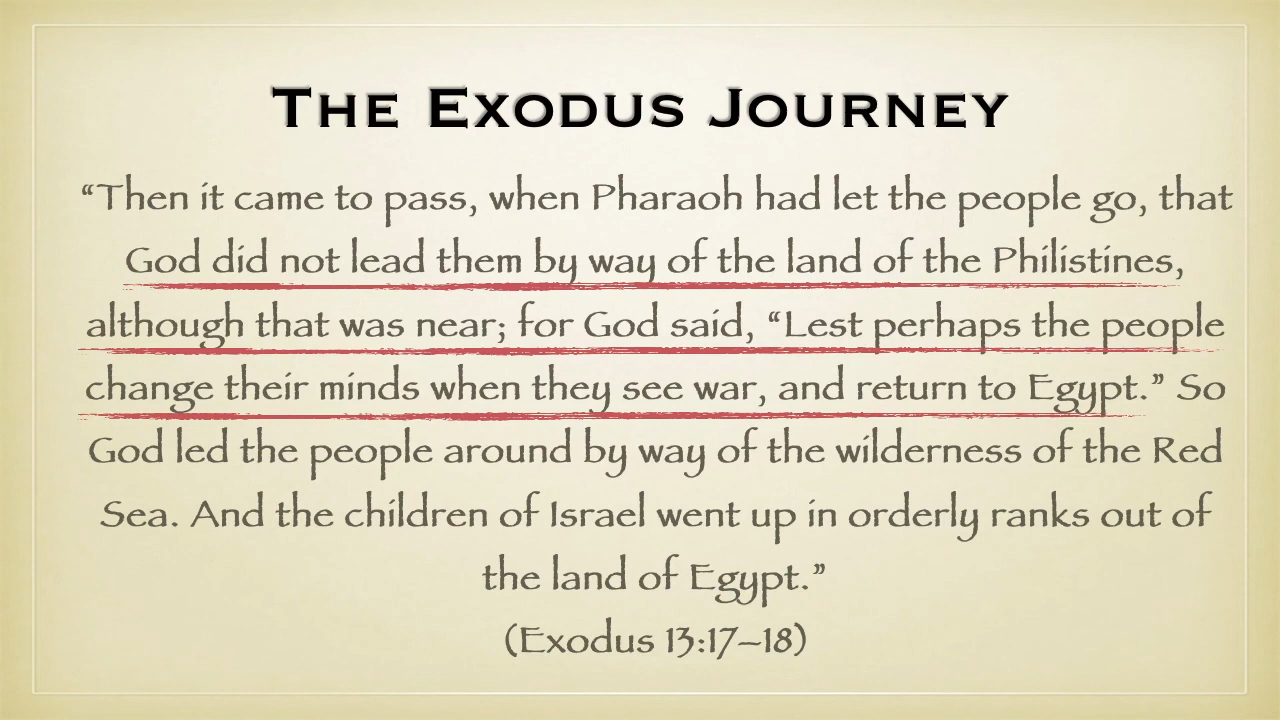 The Exodus Journey
“Then it came to pass, when Pharaoh had let the people go, that
God did not lead them by way of the land of the Philistines,
although that was near; for God said, “Lest perhaps the people
change their minds when they see war, and return to Egypt.” So
God led the people around by way of the wilderness of the Red
Sea. And the children of Israel went up in orderly ranks out of
the land of Egypt.”
(Exodus 13:17–18)